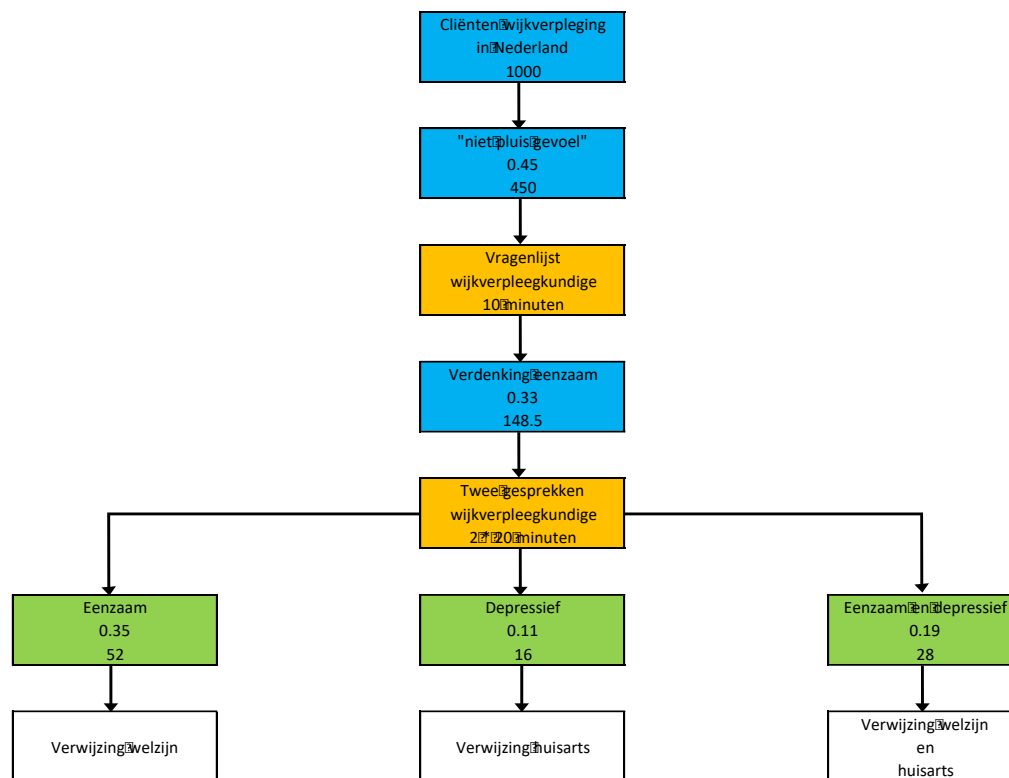 Cliënten wijkverpleging
in Nederland
1000
"niet pluis gevoel"
0.45
450
Vragenlijst
wijkverpleegkundige
10 minuten
Verdenking eenzaam
0.33
148.5
Twee gesprekken
wijkverpleegkundige
2 * 20 minuten
Eenzaam
0.35
52
Depressief
0.11
16
Eenzaam en depressief
0.19
28
Verwijzing welzijn
Verwijzing huisarts
Verwijzing welzijn
en
huisarts